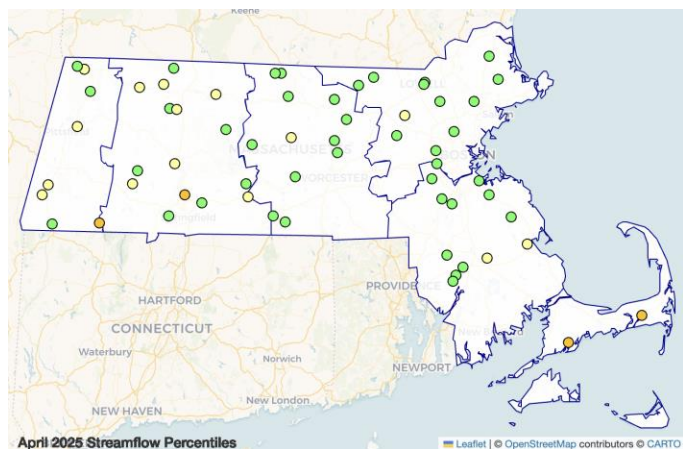 Keene
LOWELL
Pittsfield
MASSACHUSETTS
BOSTON
WORCESTER
Springfield
HARTFORD
PROVIDENCE
CONNECTICUT
New Bedford
Waterbury
Norwich
NEWPORT
New London
NEW HAVEN
April 2025 Streamflow Percentiles
Leaflet | © OpenStreetMap contributors © CARTO